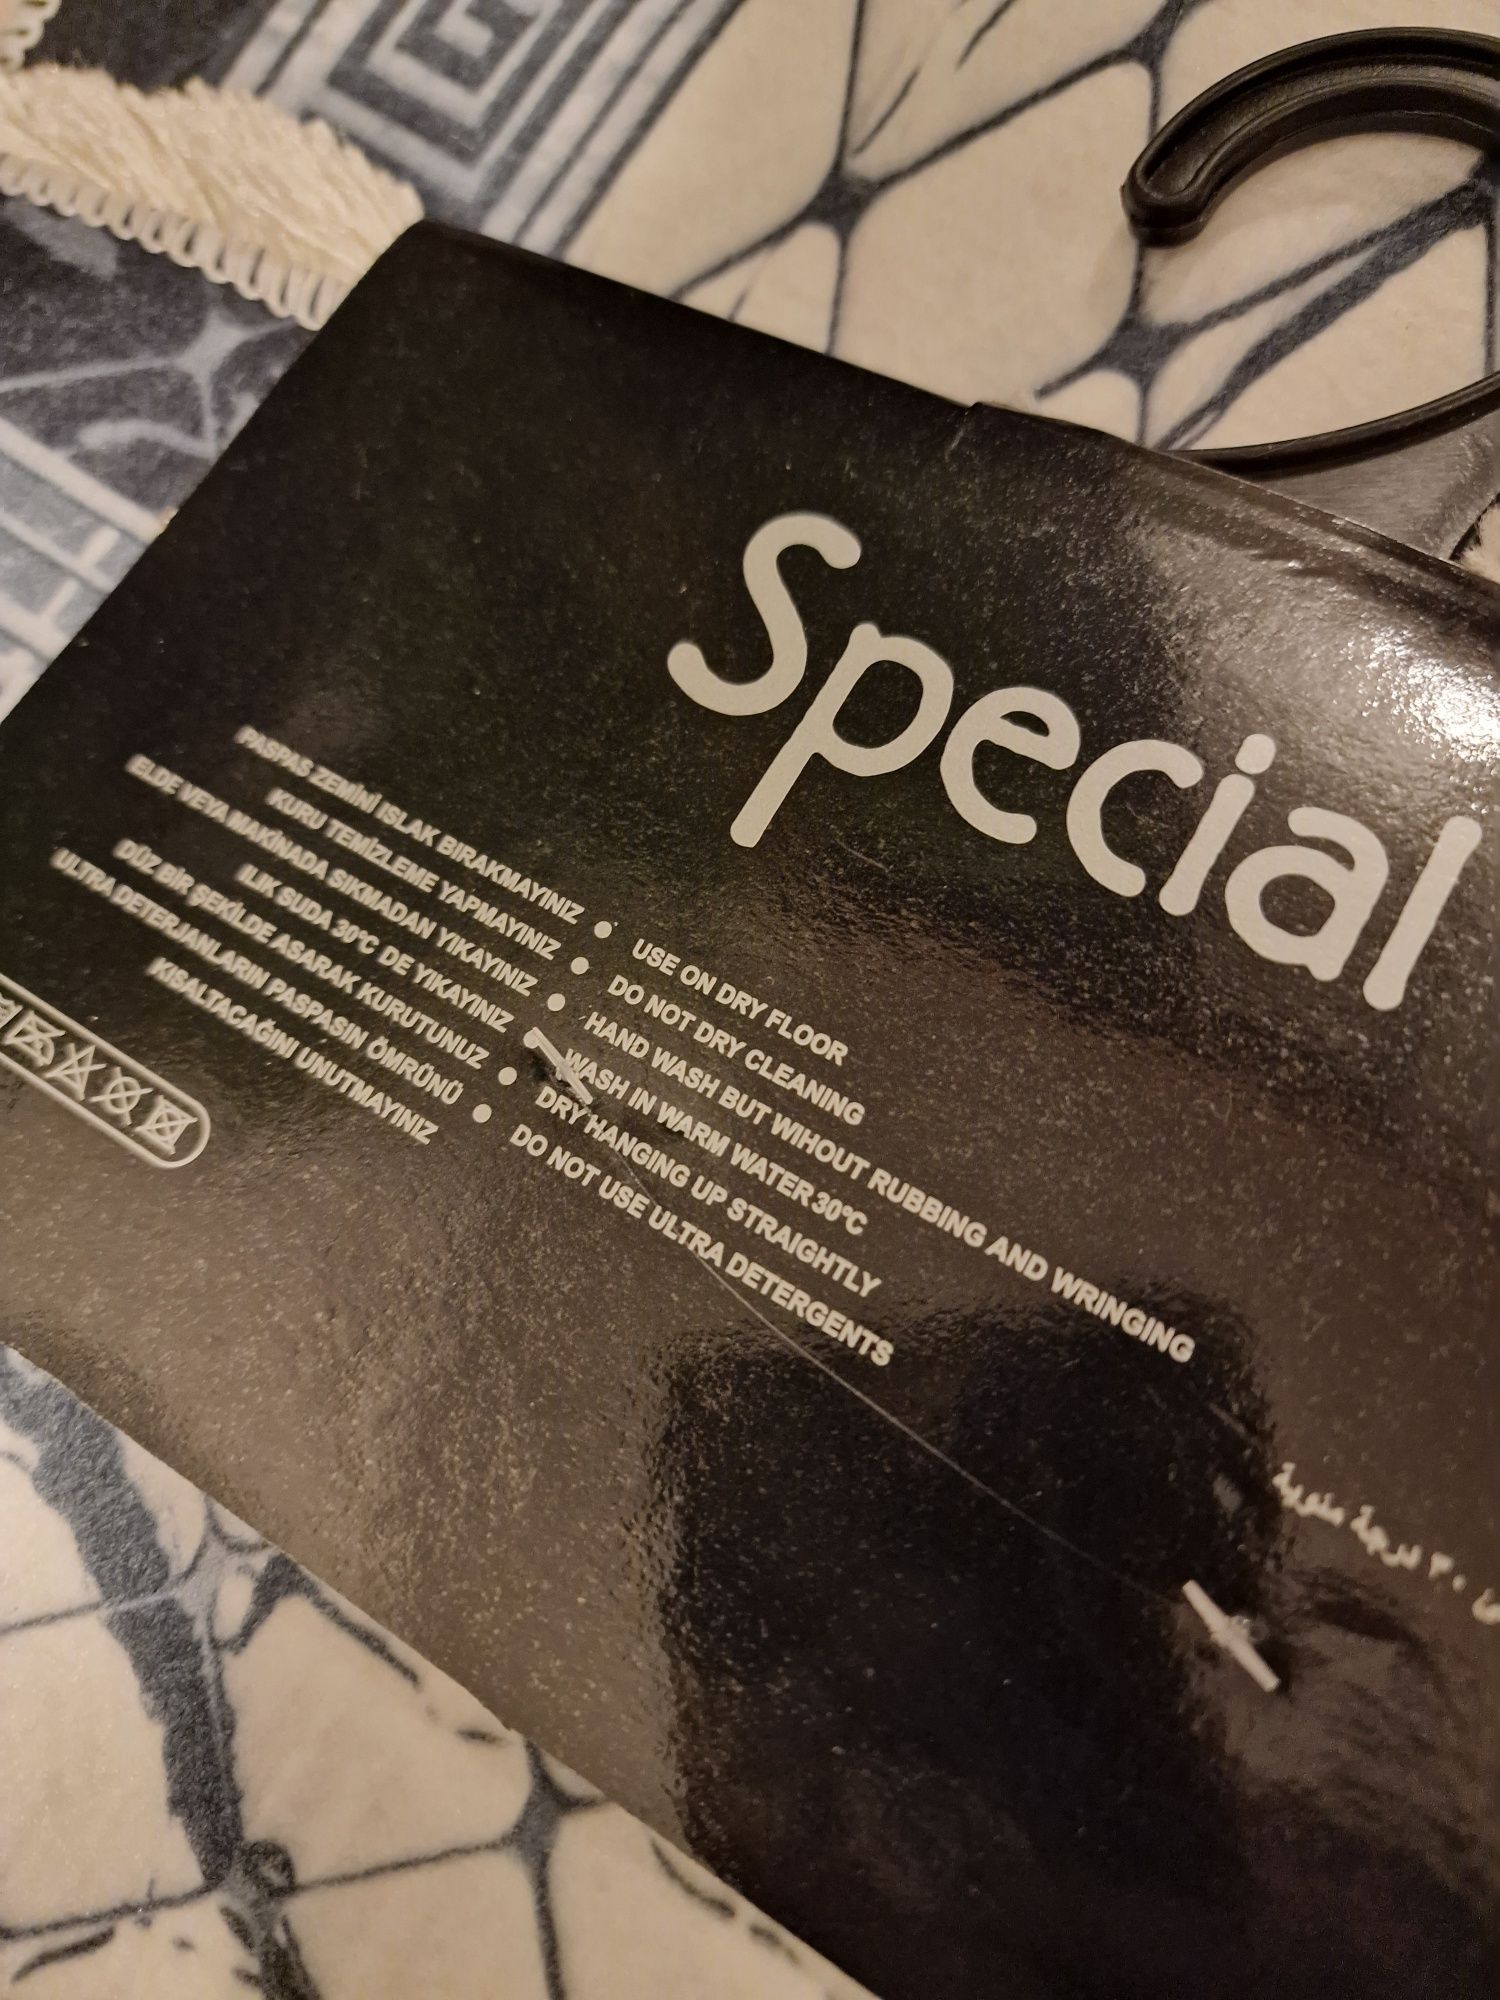 Special
PASPAS ZEMİNİ ISLAK BIRAKMAYINIZ
KURU TEMİZLEME YAPMAYINIZ
ELDE VEYA MAKİNADA SIKMADAN YIKAYINIZ
ILIK SUDA 30°C DE YIKAYINIZ
DÜZ BİR ŞEKİLDE ASARAK KURUTUNUZ
ULTRA DETERJANLARIN PASPASIN ÖMRÜNÜ
KISALTACAĞINI UNUTMAYINIZ
• USE ON DRY FLOOR
• DO NOT DRY CLEANING
• HAND WASH BUT WIHOUT RUBBING AND WRINGING
• WASH IN WARM WATER 30°C
• DRY HANGING UP STRAIGHTLY
• DO NOT USE ULTRA DETERGENTS
٣٠ درجة مئوية